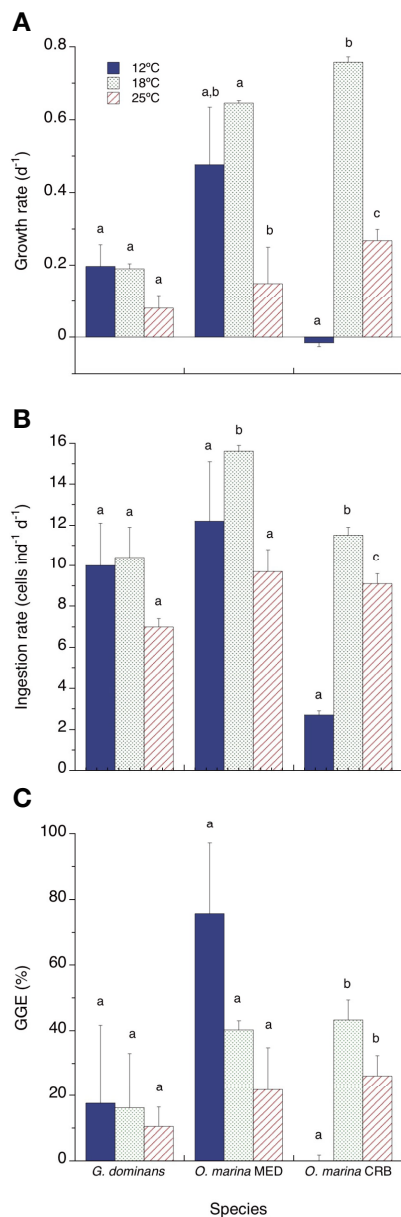 A
0.8
0.6
0.4
0.2
0
Growth rate (d⁻¹)
12ºC
18ºC
25ºC
a a a
a,b a b
a b c
B
16
14
12
10
8
6
4
2
0
Ingestion rate (cells ind⁻¹ d⁻¹)
a a a
a b a
a b c
C
100
80
60
40
20
0
GGE (%)
a a a
a a a
a b b
G. dominans O. marina MED O. marina CRB
Species